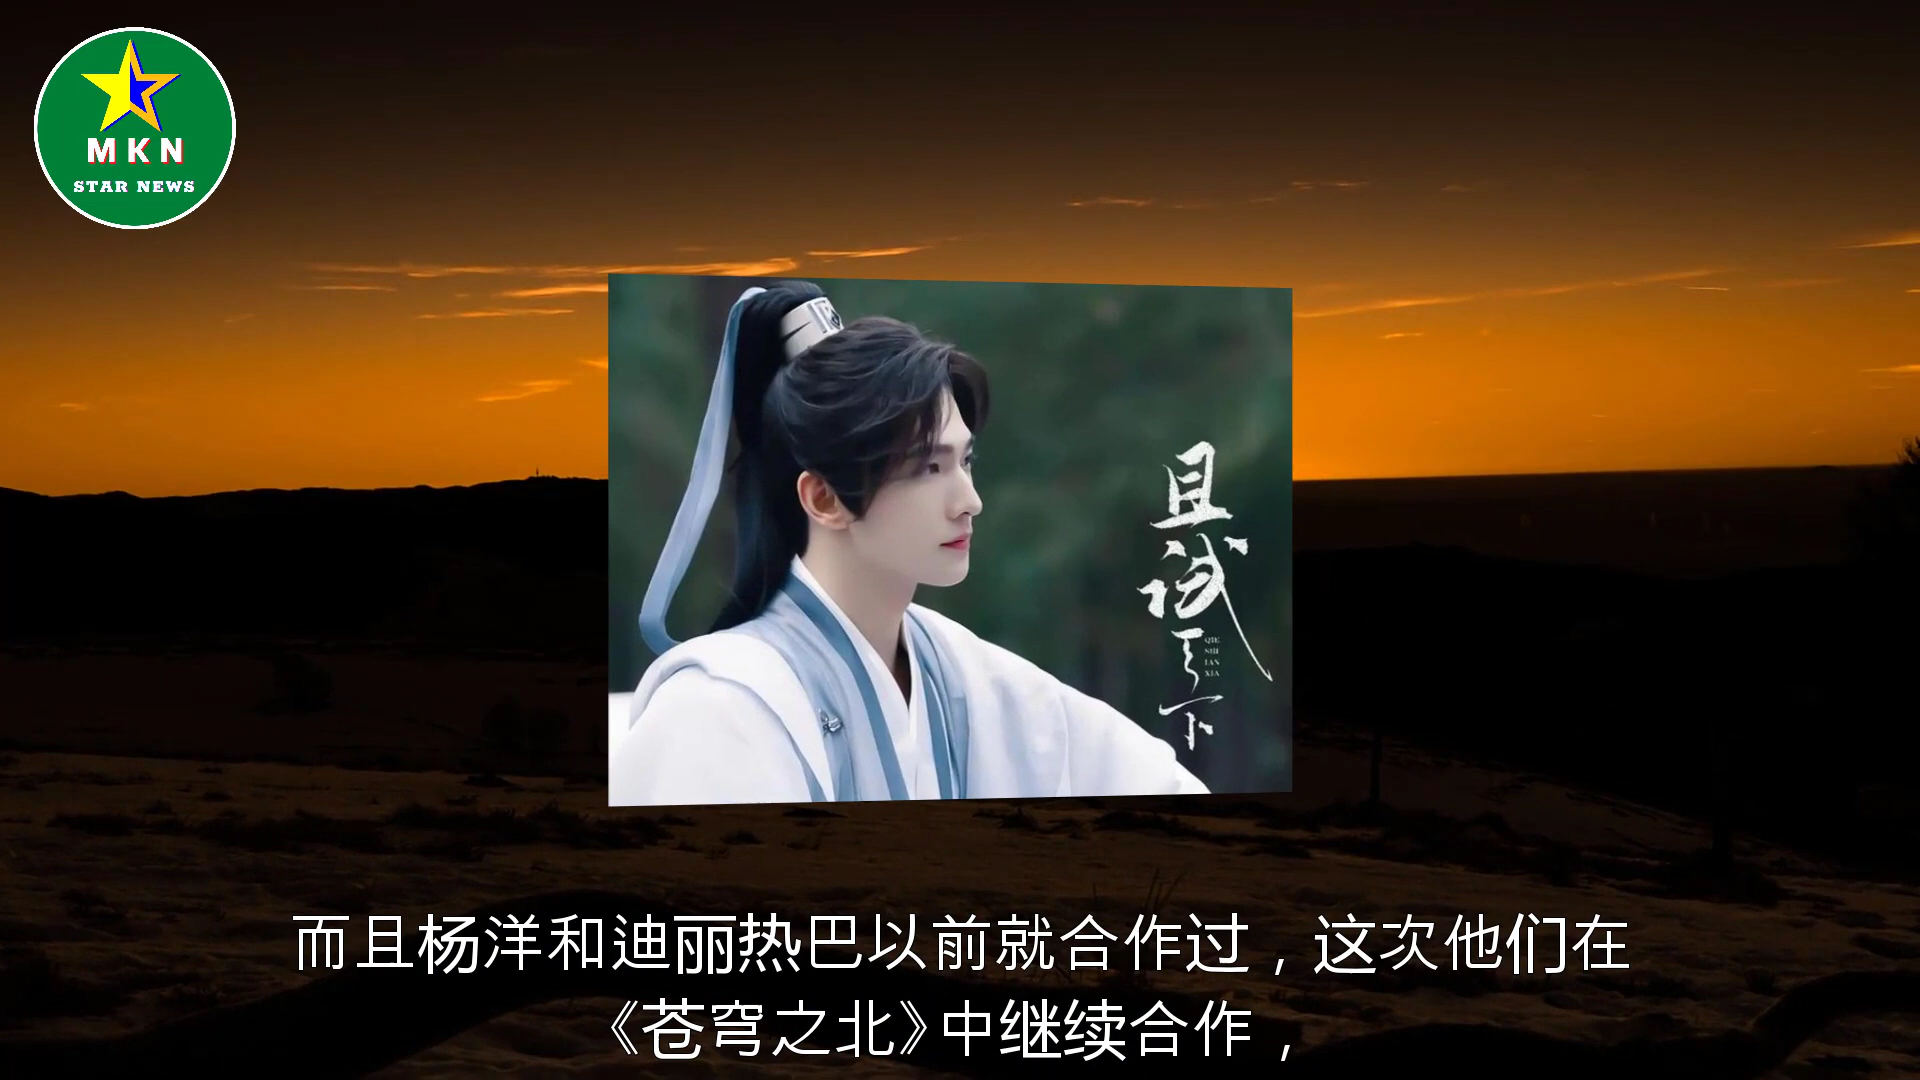 MKN
STAR NEWS
且试天下
QIE
SHI
TAN
XIA
而且杨洋和迪丽热巴以前就合作过，这次他们在
《苍穹之北》中继续合作，